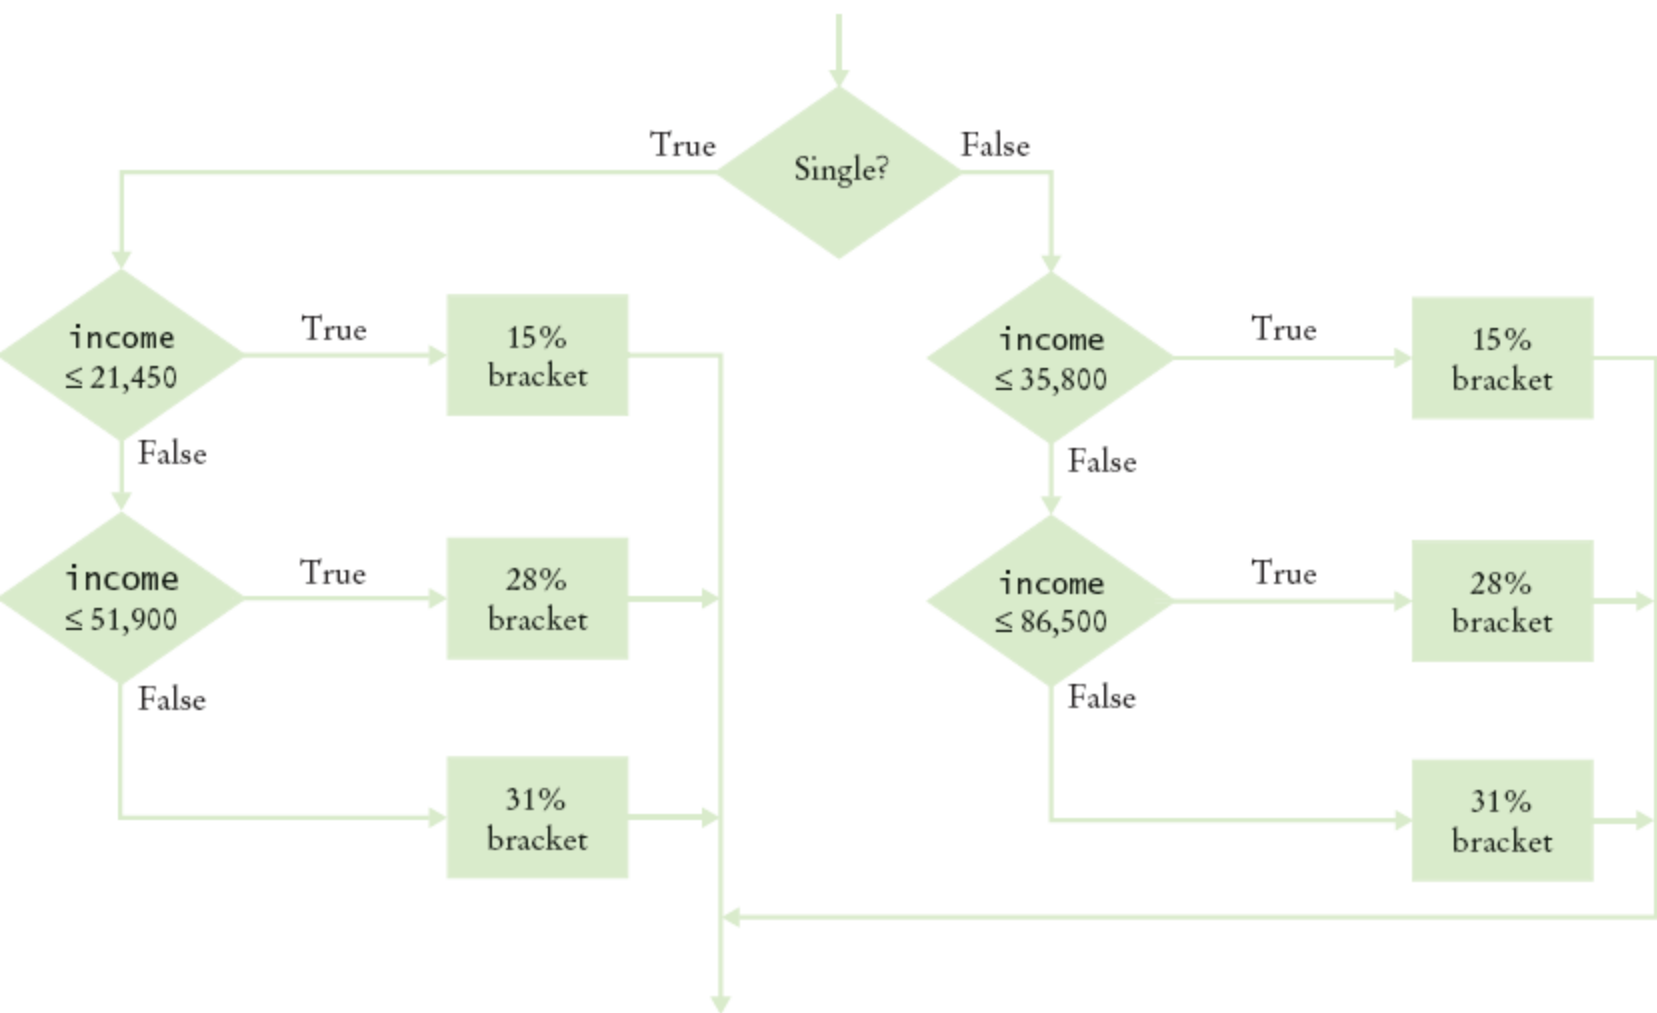 True
Single?
False
income
≤ 21,450
True
15%
bracket
income
≤ 35,800
True
15%
bracket
False
False
income
≤ 51,900
True
28%
bracket
income
≤ 86,500
True
28%
bracket
False
False
31%
bracket
31%
bracket